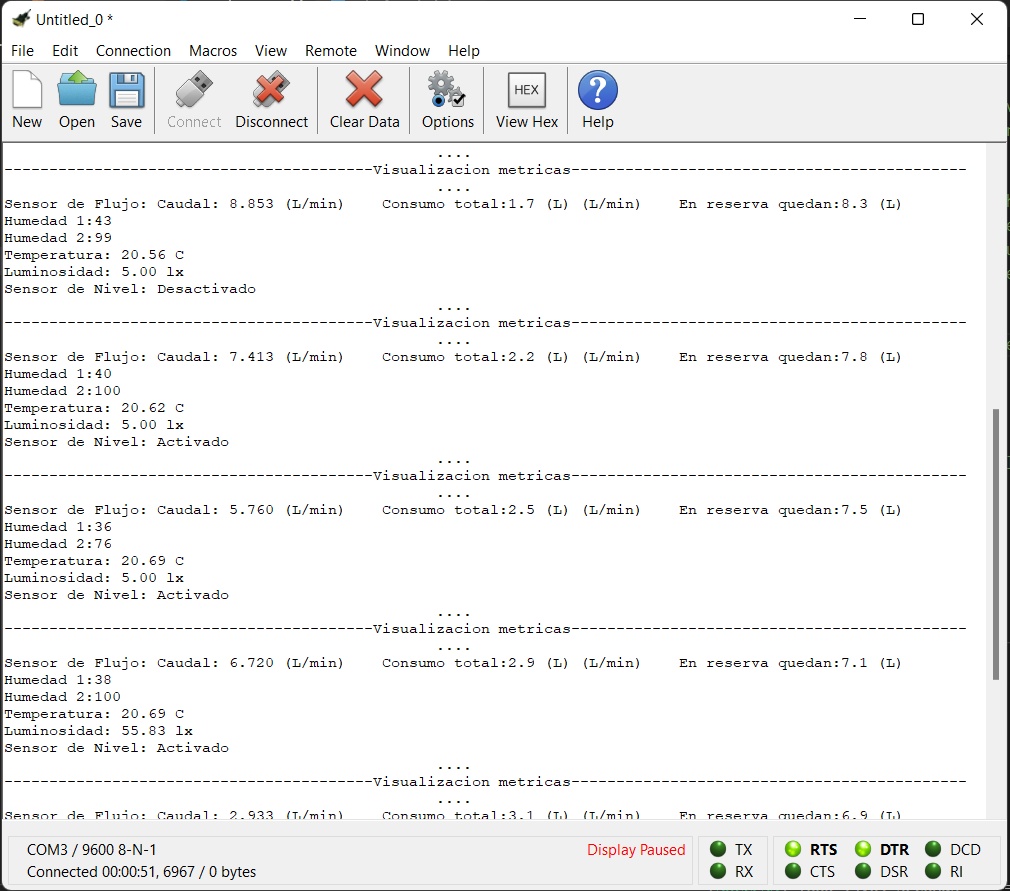 Untitled_0 *
File Edit Connection Macros View Remote Window Help
New Open Save Connect Disconnect Clear Data Options HEX View Hex ? Help
....
-----------------------------------------Visualizacion metricas--------------------------------------------
....
Sensor de Flujo: Caudal: 8.853 (L/min) Consumo total:1.7 (L) (L/min) En reserva quedan:8.3 (L)
Humedad 1:43
Humedad 2:99
Temperatura: 20.56 C
Luminosidad: 5.00 lx
Sensor de Nivel: Desactivado
....
-----------------------------------------Visualizacion metricas--------------------------------------------
....
Sensor de Flujo: Caudal: 7.413 (L/min) Consumo total:2.2 (L) (L/min) En reserva quedan:7.8 (L)
Humedad 1:40
Humedad 2:100
Temperatura: 20.62 C
Luminosidad: 5.00 lx
Sensor de Nivel: Activado
....
-----------------------------------------Visualizacion metricas--------------------------------------------
....
Sensor de Flujo: Caudal: 5.760 (L/min) Consumo total:2.5 (L) (L/min) En reserva quedan:7.5 (L)
Humedad 1:36
Humedad 2:76
Temperatura: 20.69 C
Luminosidad: 5.00 lx
Sensor de Nivel: Activado
....
-----------------------------------------Visualizacion metricas--------------------------------------------
....
Sensor de Flujo: Caudal: 6.720 (L/min) Consumo total:2.9 (L) (L/min) En reserva quedan:7.1 (L)
Humedad 1:38
Humedad 2:100
Temperatura: 20.69 C
Luminosidad: 55.83 lx
Sensor de Nivel: Activado
....
-----------------------------------------Visualizacion metricas--------------------------------------------
....
Sensor de Flujo: Caudal: 2.933 (L/min) Consumo total:3.1 (L) (L/min) En reserva quedan:6.9 (L)
COM3 / 9600 8-N-1 Display Paused TX RTS DTR DCD
Connected 00:00:51, 6967 / 0 bytes RX CTS DSR RI